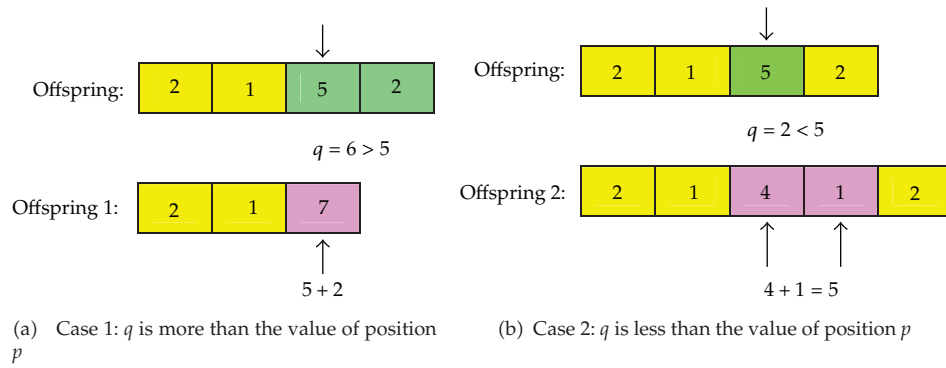 Offspring: 2 1 5 2
q = 6 > 5
Offspring 1: 2 1 7
5 + 2
(a) Case 1: q is more than the value of position
p
Offspring: 2 1 5 2
q = 2 < 5
Offspring 2: 2 1 4 1 2
4 + 1 = 5
(b) Case 2: q is less than the value of position p